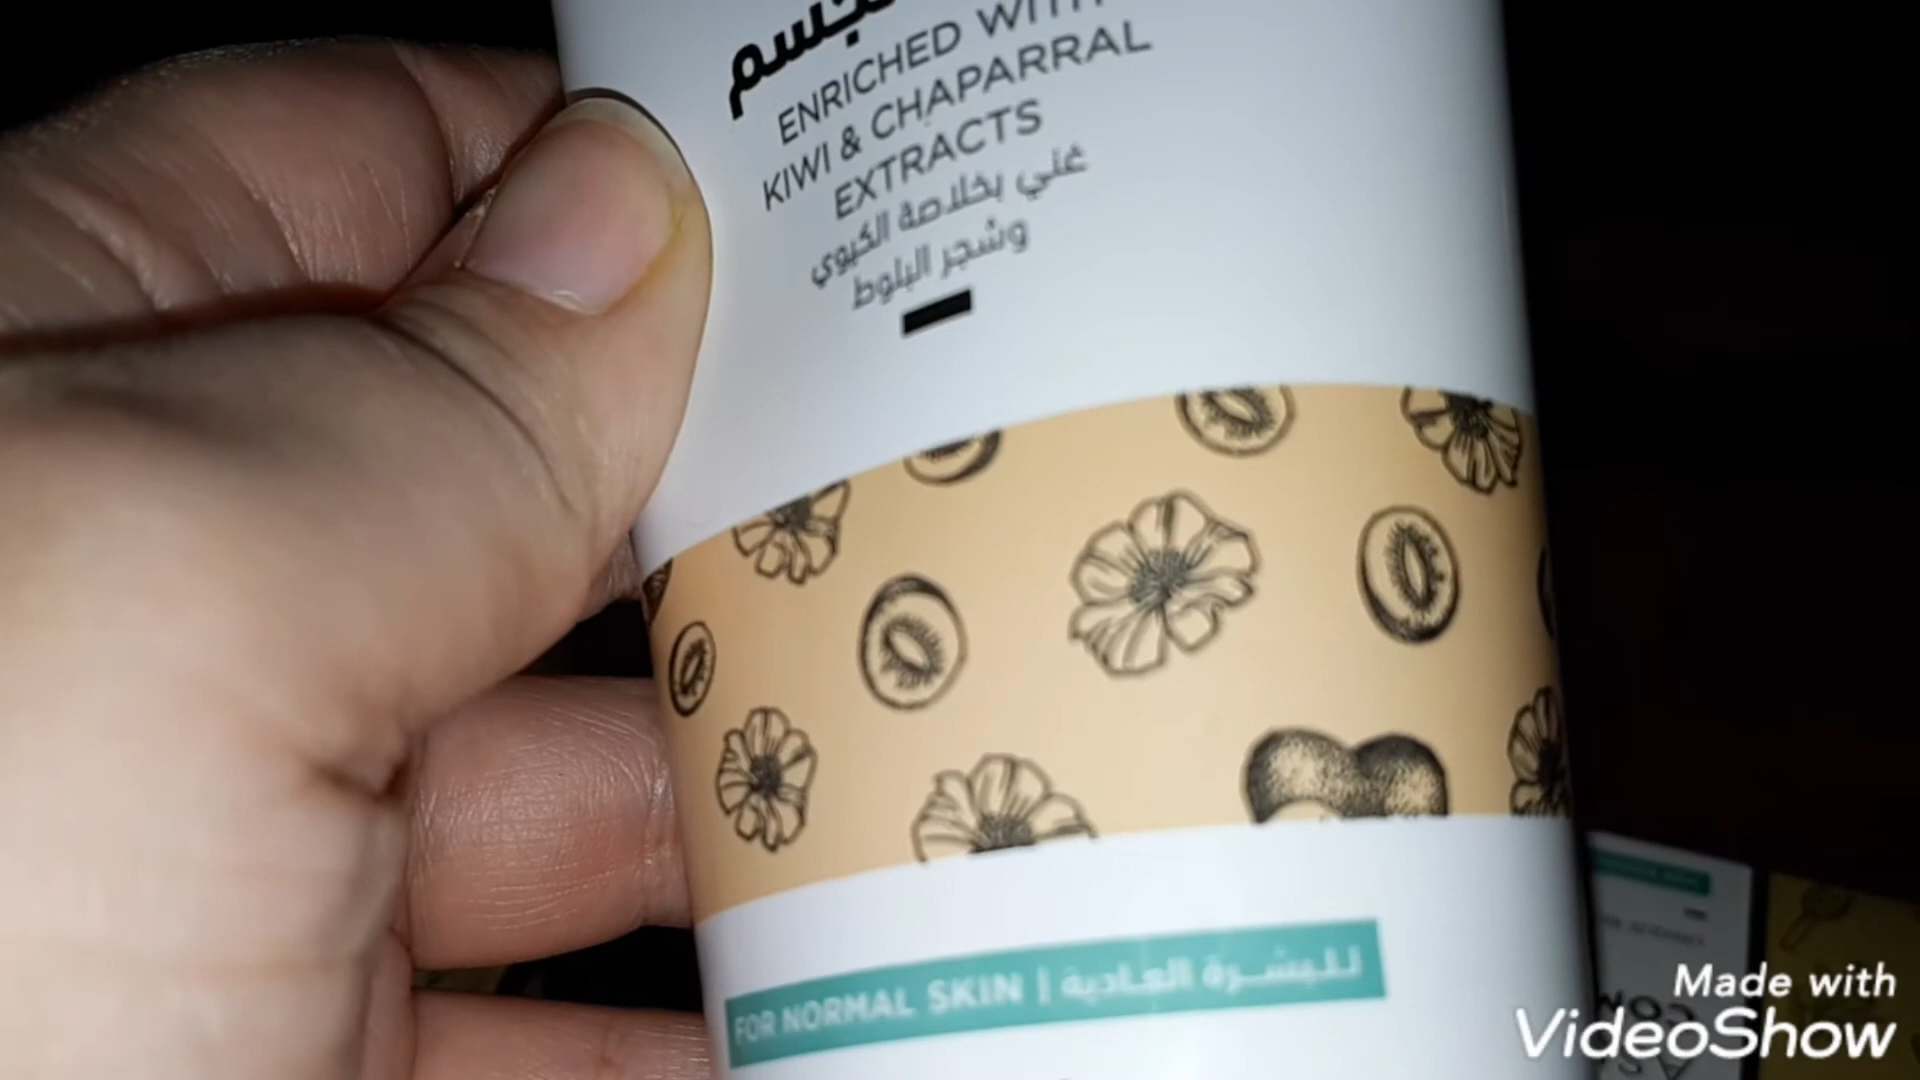 ENRICHED WITH
KIWI & CHAPARRAL
EXTRACTS
غني بخلاصة الكيوي
وشجر البلوط
FOR NORMAL SKIN | للبشرة العادية
Made with
VideoShow